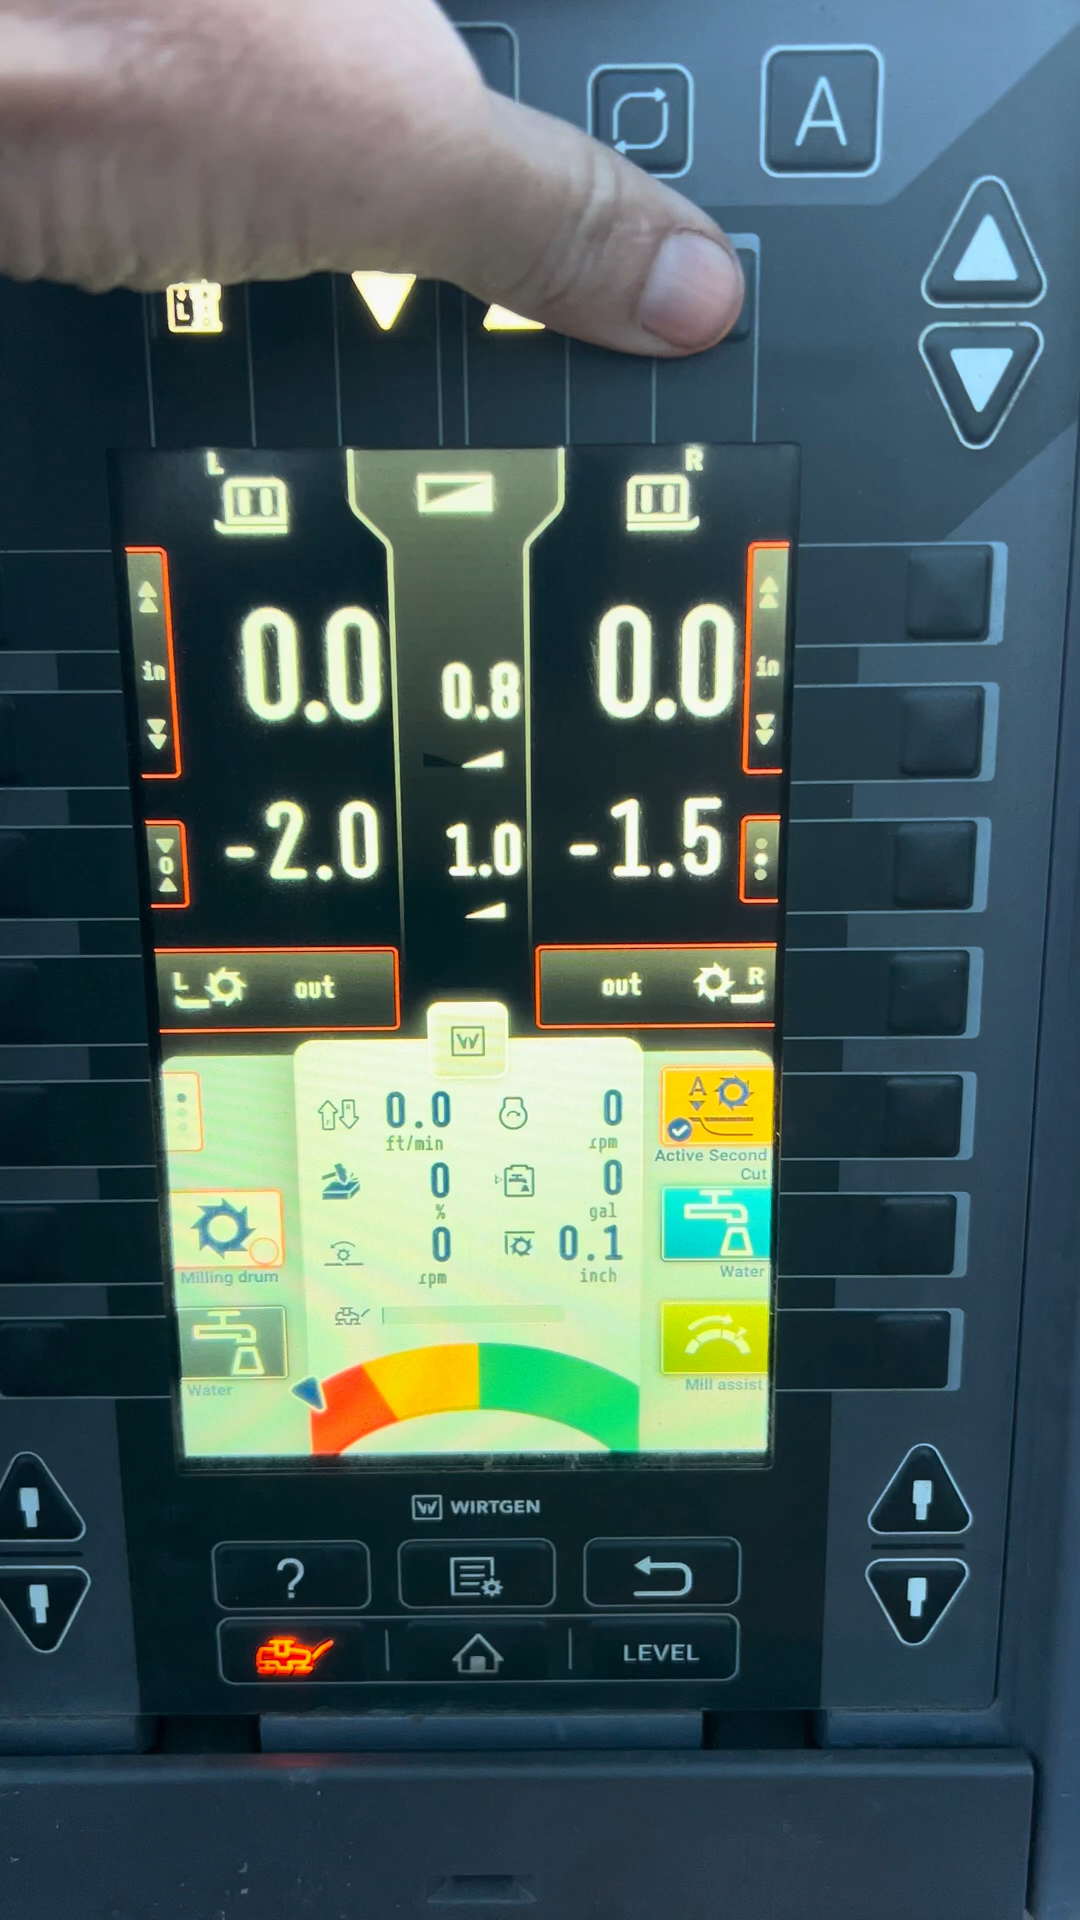 A
L
L R
0.0 0.8 0.0
in in
-2.0 1.0 -1.5
0
L out out R
W
0.0 0
ft/min rpm
A
Active Second
Cut
0 0
% gal
0 0.1
rpm inch
Milling drum
Water
Water
Mill assist
W WIRTGEN
?
LEVEL